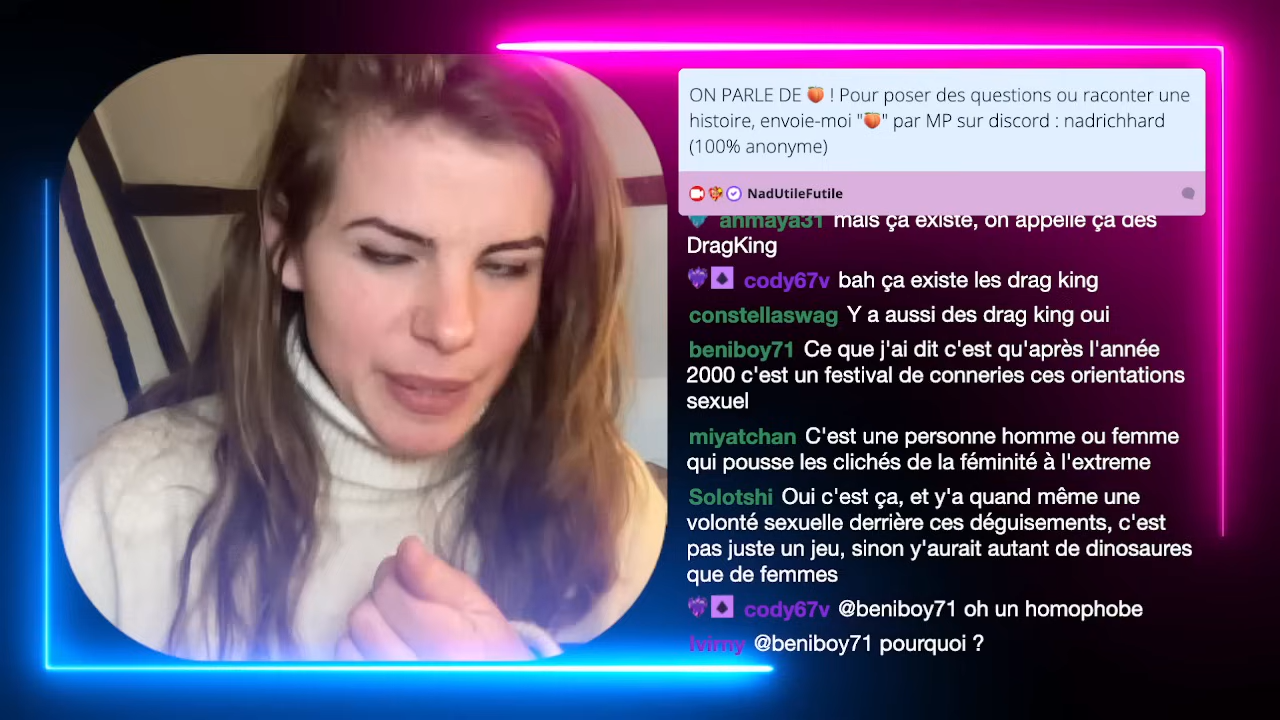 ON PARLE DE 🍑 ! Pour poser des questions ou raconter une
histoire, envoie-moi "🍑" par MP sur discord : nadrichhard
(100% anonyme)
NadUtileFutile
anmaya31 mais ça existe, on appelle ça des
DragKing
cody67v bah ça existe les drag king
constellaswag Y a aussi des drag king oui
beniboy71 Ce que j'ai dit c'est qu'après l'année
2000 c'est un festival de conneries ces orientations
sexuel
miyatchan C'est une personne homme ou femme
qui pousse les clichés de la féminité à l'extreme
Solotshi Oui c'est ça, et y'a quand même une
volonté sexuelle derrière ces déguisements, c'est
pas juste un jeu, sinon y'aurait autant de dinosaures
que de femmes
cody67v @beniboy71 oh un homophobe
lvirny @beniboy71 pourquoi ?